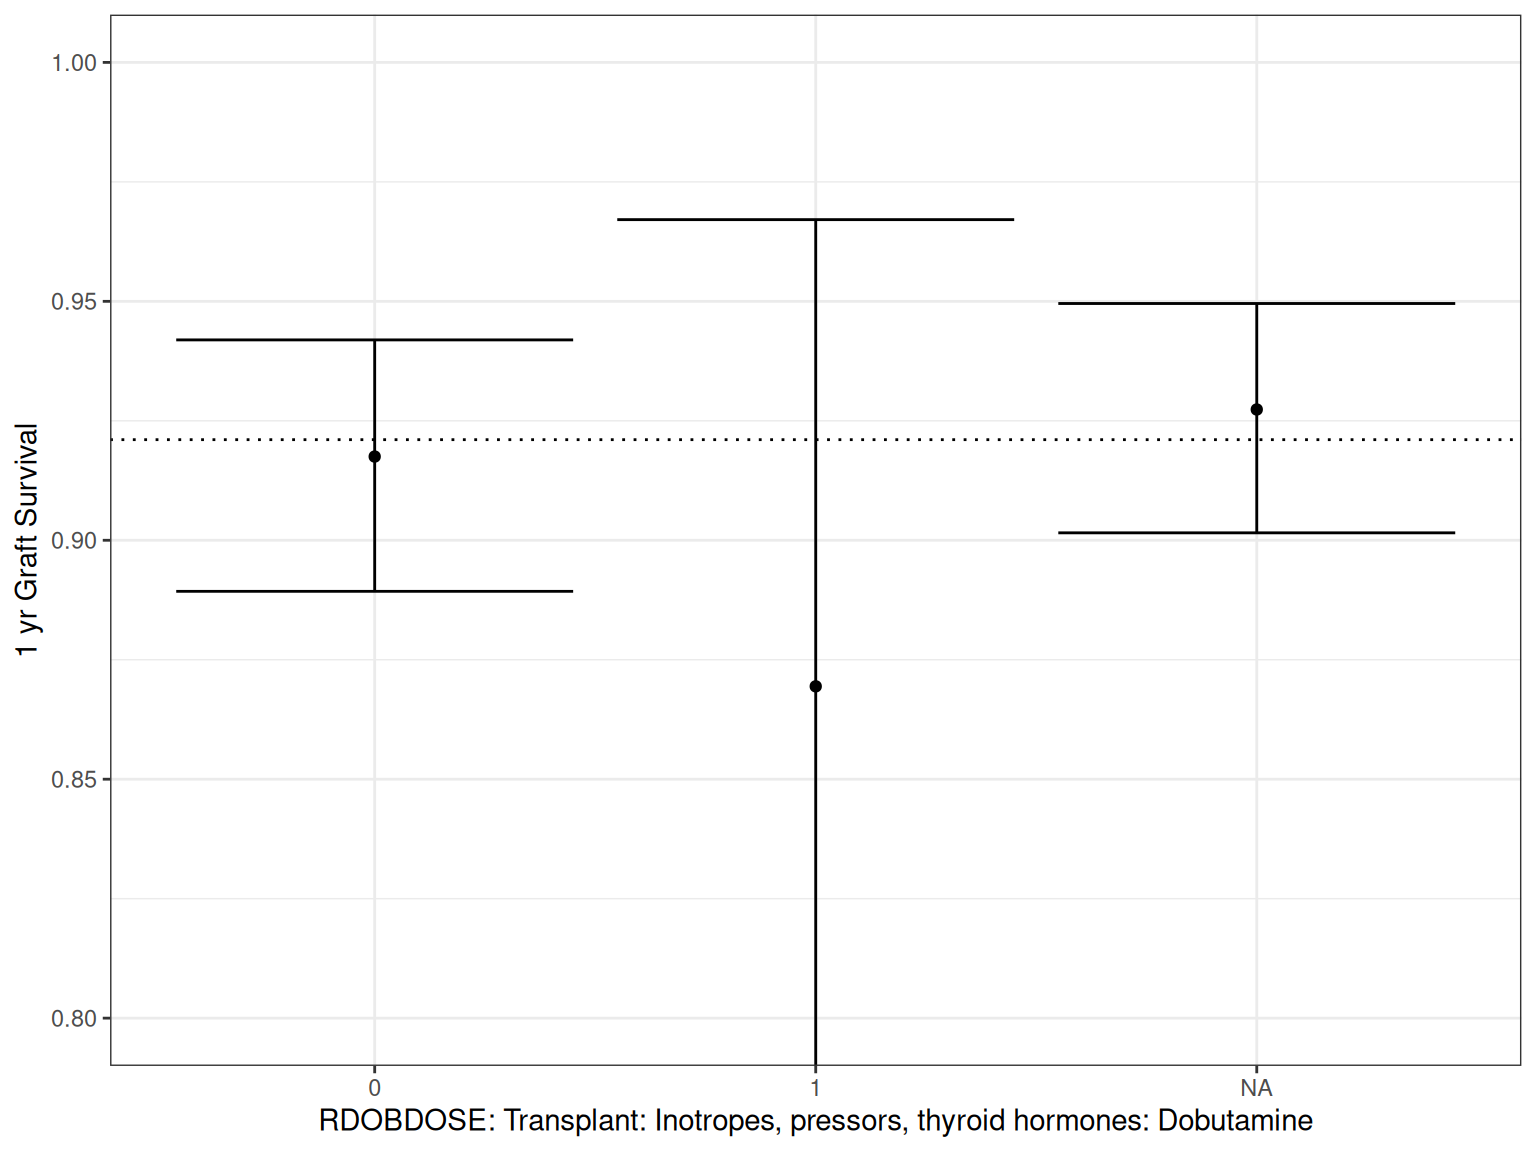 1.00
0.95
0.90
0.85
0.80
1 yr Graft Survival
0
1
NA
RDOBDOSE: Transplant: Inotropes, pressors, thyroid hormones: Dobutamine